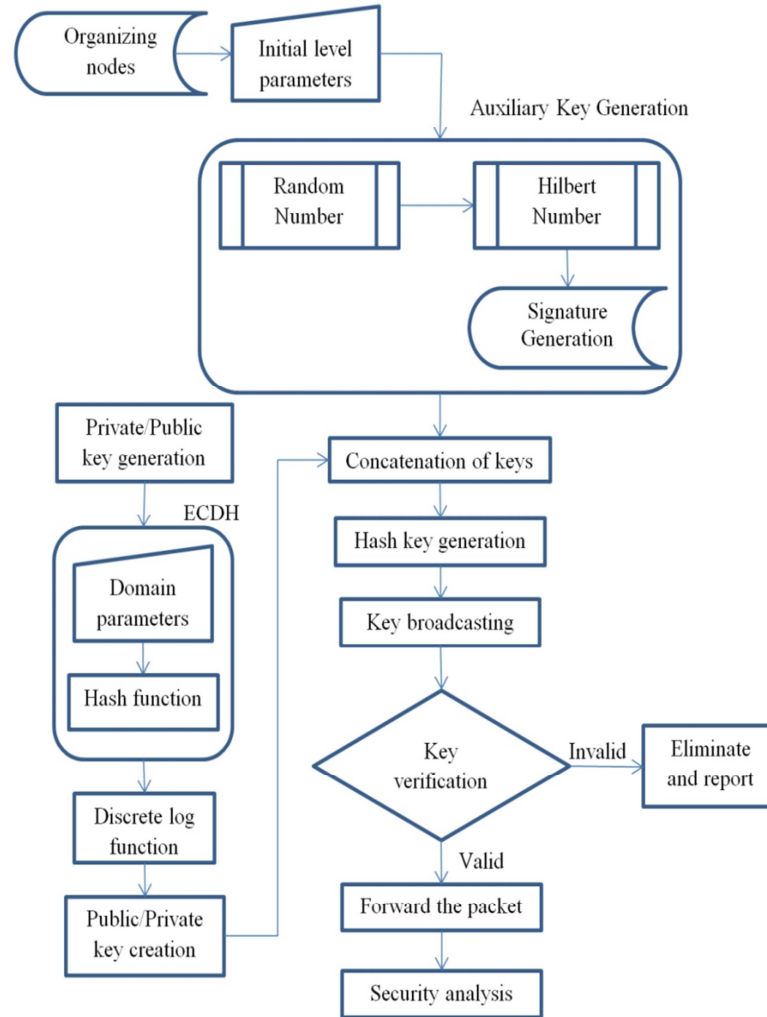 Organizing
nodes
Initial level
parameters
Auxiliary Key Generation
Random
Number
Hilbert
Number
Signature
Generation
Private/Public
key generation
Concatenation of keys
ECDH
Hash key generation
Domain
parameters
Key broadcasting
Hash function
Key
verification
Invalid
Eliminate
and report
Discrete log
function
Valid
Public/Private
key creation
Forward the packet
Security analysis